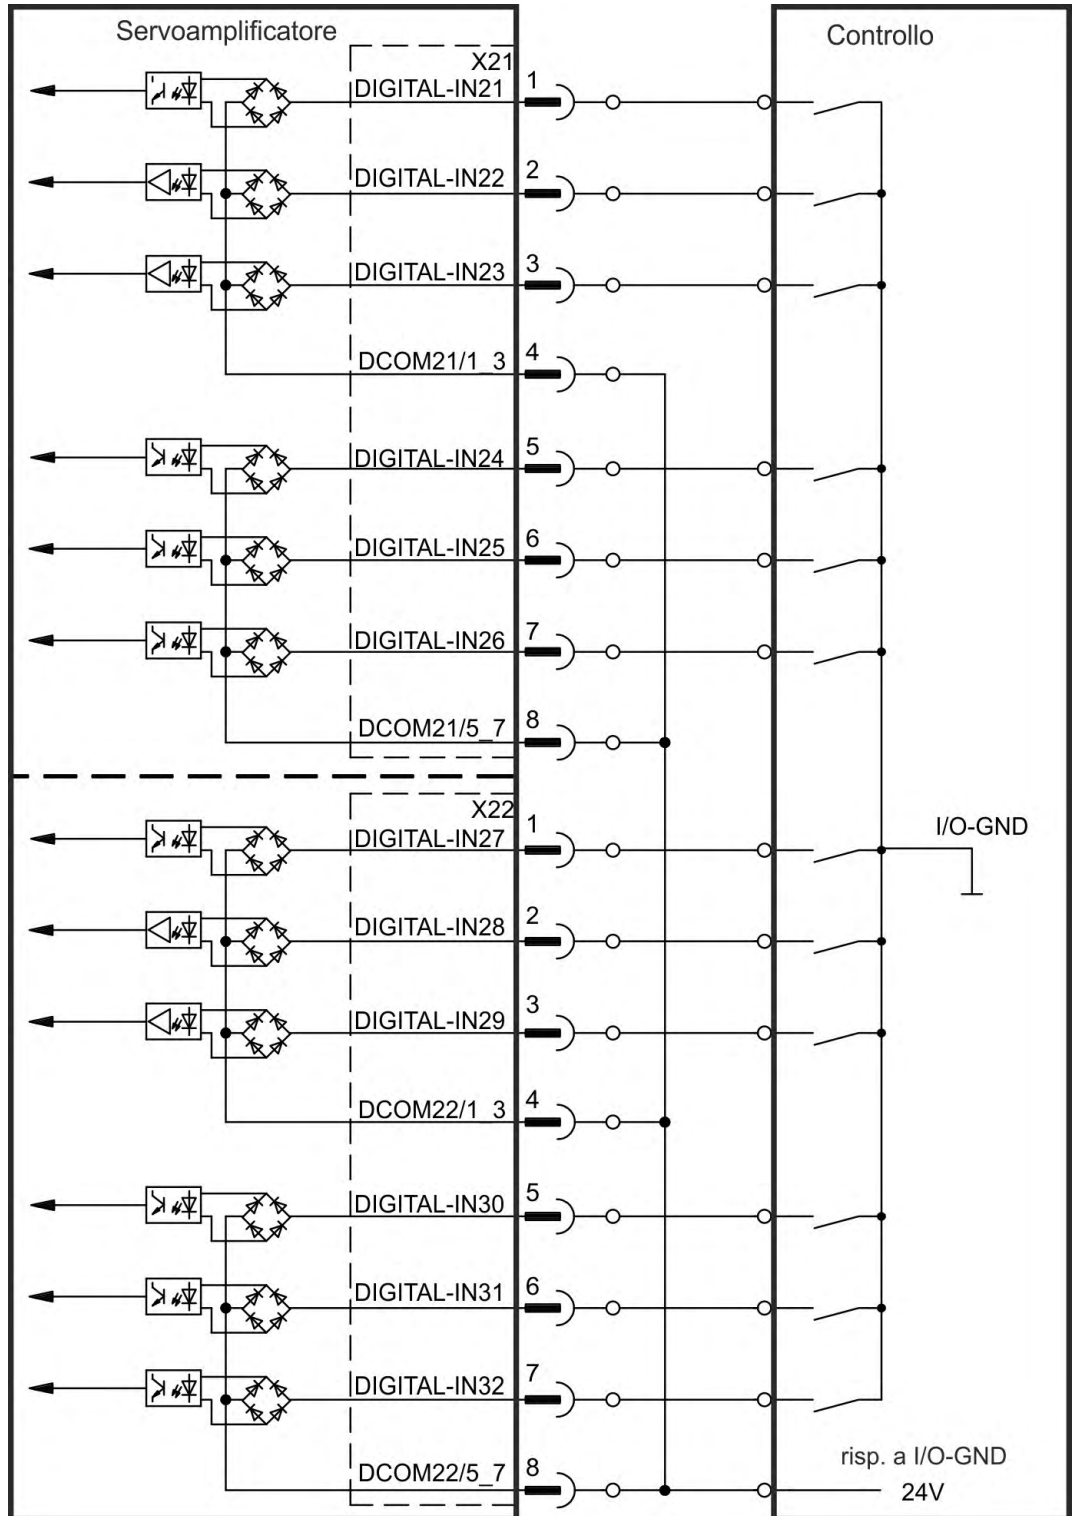 Servoamplificatore
Controllo
X21
DIGITAL-IN21 1
DIGITAL-IN22 2
DIGITAL-IN23 3
DCOM21/1_3 4
DIGITAL-IN24 5
DIGITAL-IN25 6
DIGITAL-IN26 7
DCOM21/5_7 8
X22
DIGITAL-IN27 1
I/O-GND
DIGITAL-IN28 2
DIGITAL-IN29 3
DCOM22/1_3 4
DIGITAL-IN30 5
DIGITAL-IN31 6
DIGITAL-IN32 7
risp. a I/O-GND
DCOM22/5_7 8
24V